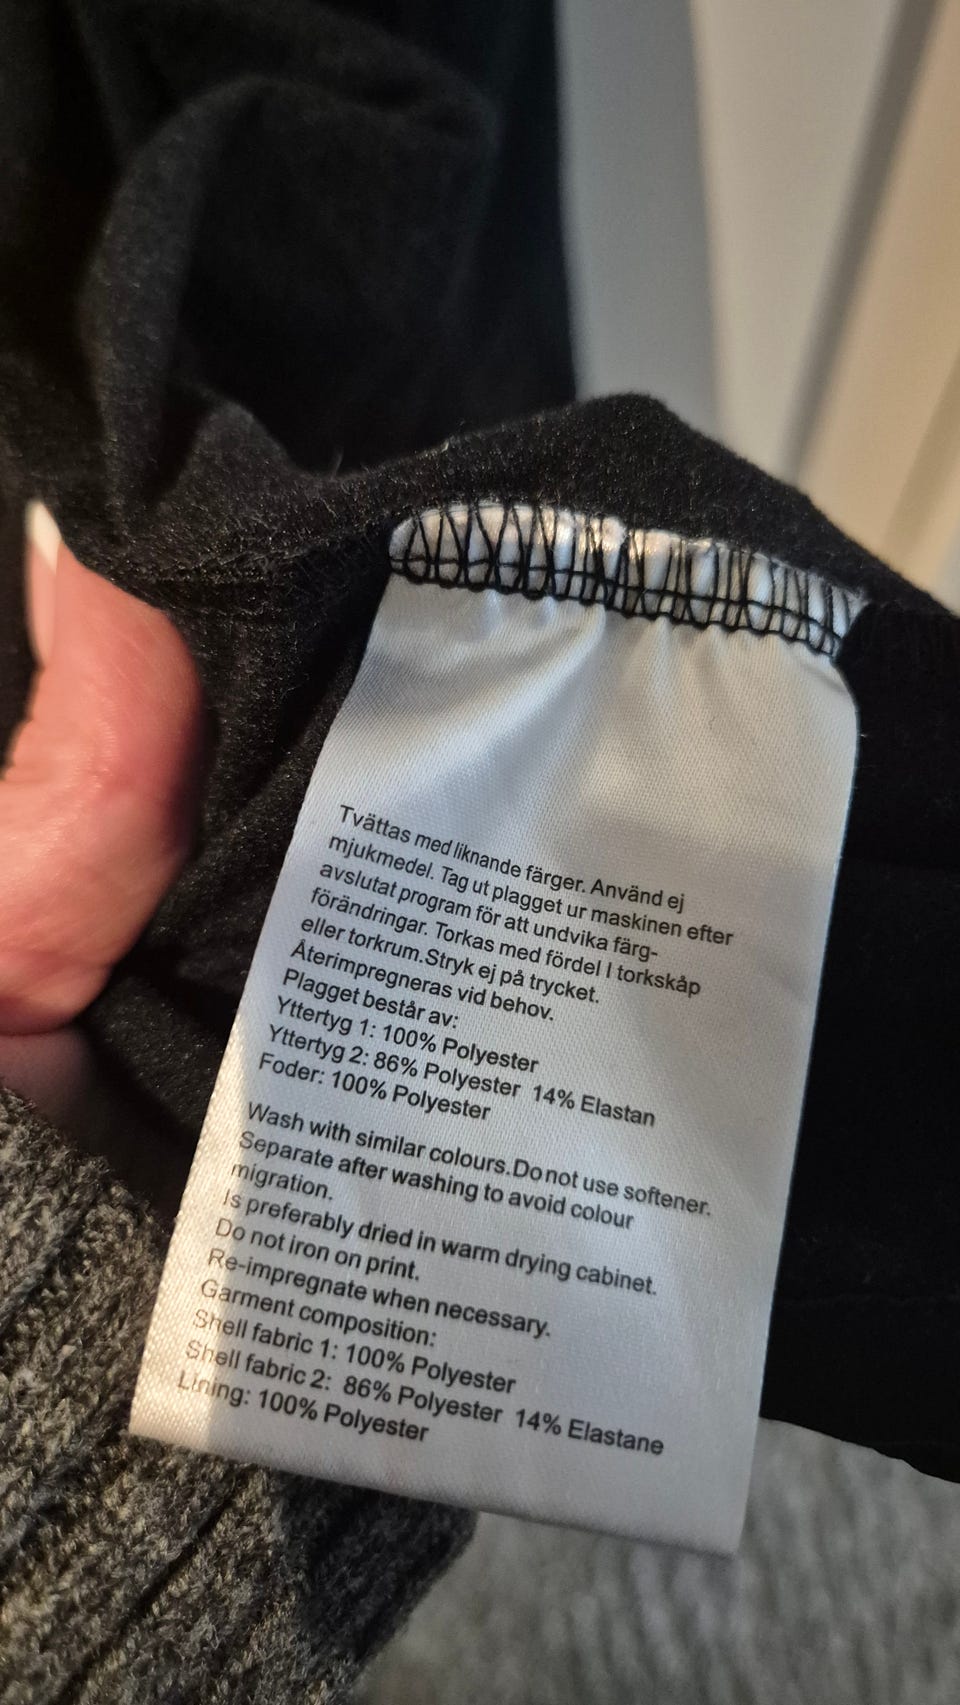 Tvättas med liknande färger. Använd ej
mjukmedel. Tag ut plagget ur maskinen efter
avslutat program för att undvika färg-
förändringar. Torkas med fördel I torkskåp
eller torkrum.Stryk ej på trycket.
Återimpregneras vid behov.
Plagget består av:
Yttertyg 1: 100% Polyester
Yttertyg 2: 86% Polyester 14% Elastan
Foder: 100% Polyester
Wash with similar colours.Do not use softener.
Separate after washing to avoid colour
migration.
Is preferably dried in warm drying cabinet.
Do not iron on print.
Re-impregnate when necessary.
Garment composition:
Shell fabric 1: 100% Polyester
Shell fabric 2: 86% Polyester 14% Elastane
Lining: 100% Polyester